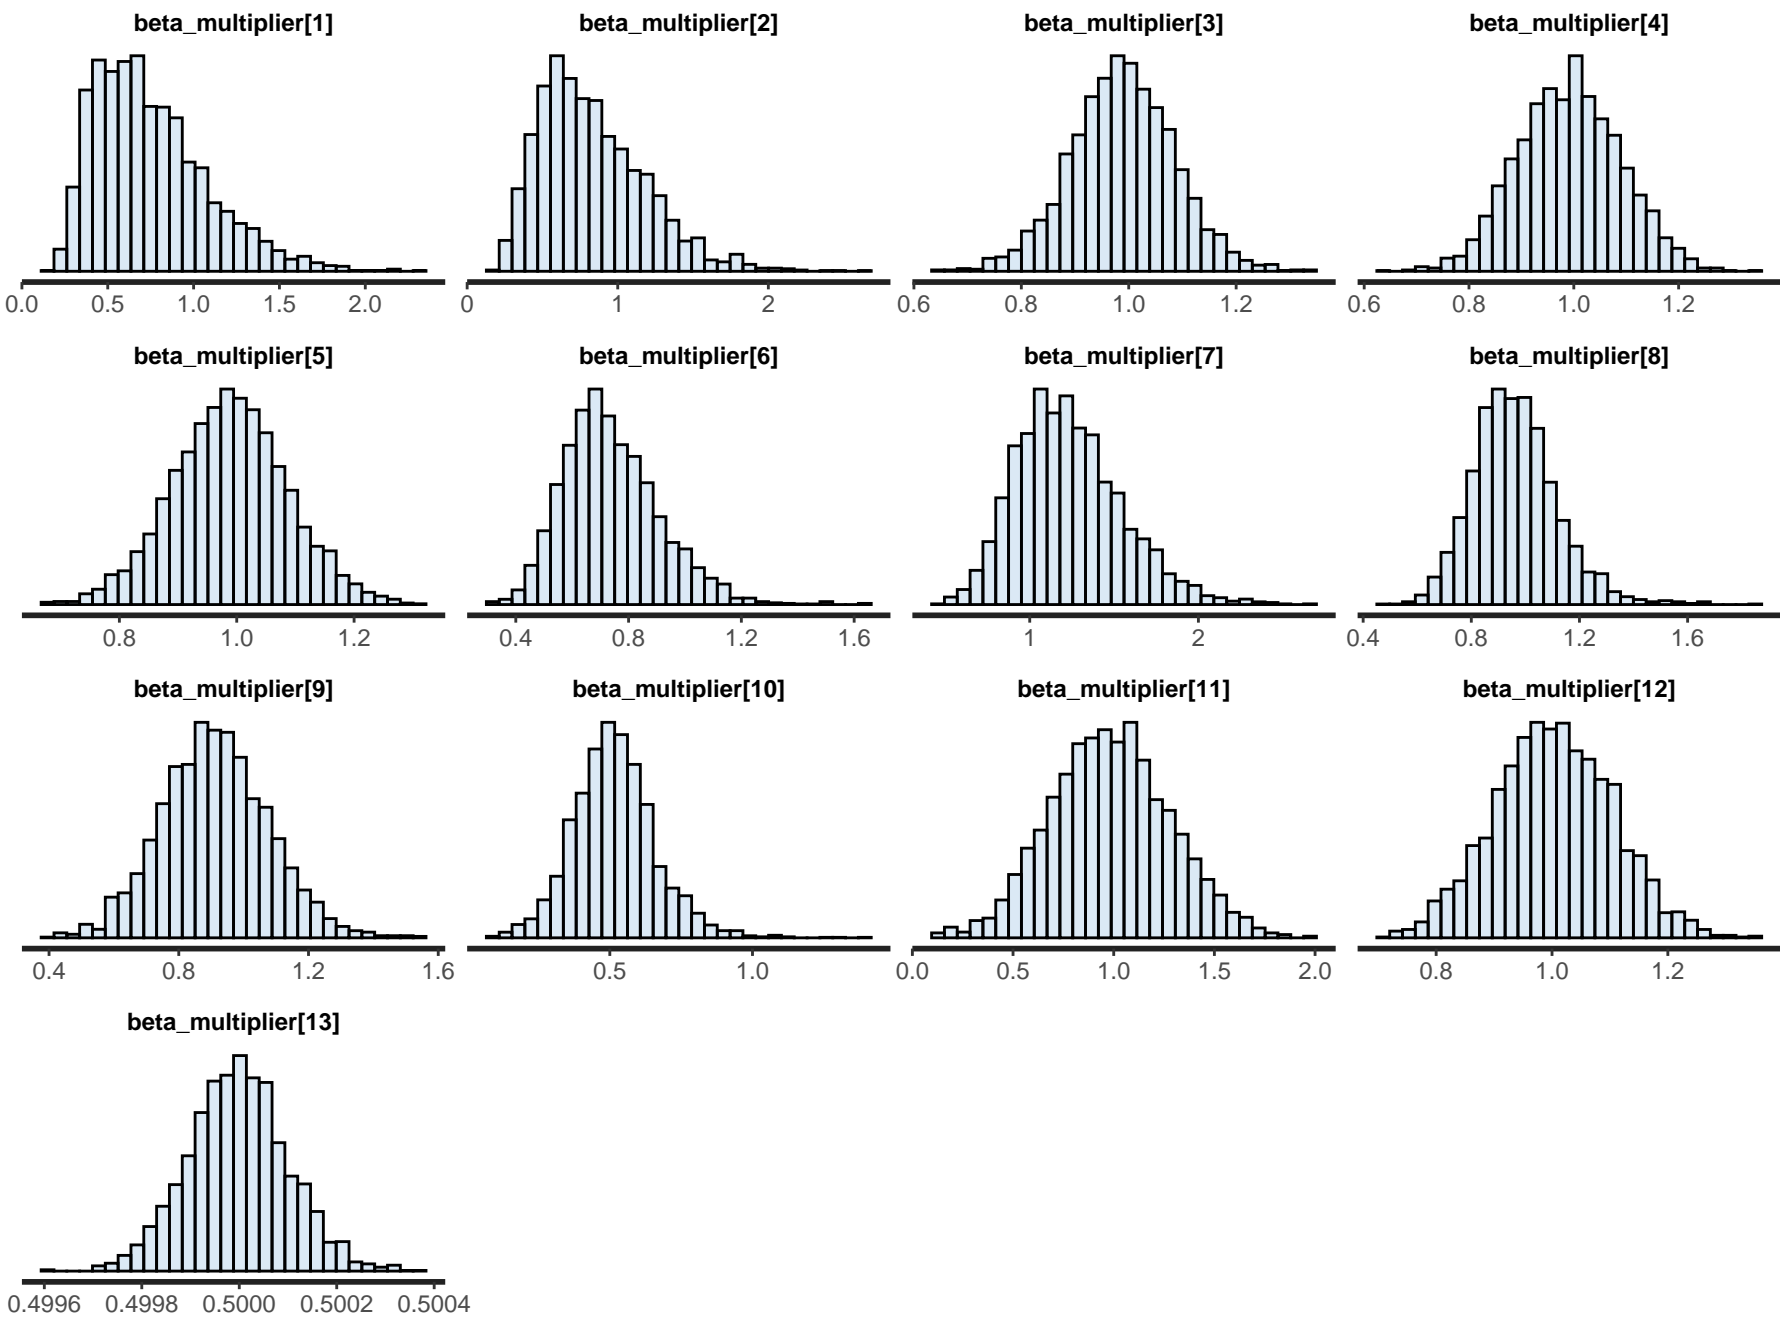 beta_multiplier[1] beta_multiplier[2] beta_multiplier[3] beta_multiplier[4]
0.0 0.5 1.0 1.5 2.0 0 1 2 0.6 0.8 1.0 1.2 0.6 0.8 1.0 1.2
beta_multiplier[5] beta_multiplier[6] beta_multiplier[7] beta_multiplier[8]
0.8 1.0 1.2 0.4 0.8 1.2 1.6 1 2 0.4 0.8 1.2 1.6
beta_multiplier[9] beta_multiplier[10] beta_multiplier[11] beta_multiplier[12]
0.4 0.8 1.2 1.6 0.5 1.0 0.0 0.5 1.0 1.5 2.0 0.8 1.0 1.2
beta_multiplier[13]
0.4996 0.4998 0.5000 0.5002 0.5004